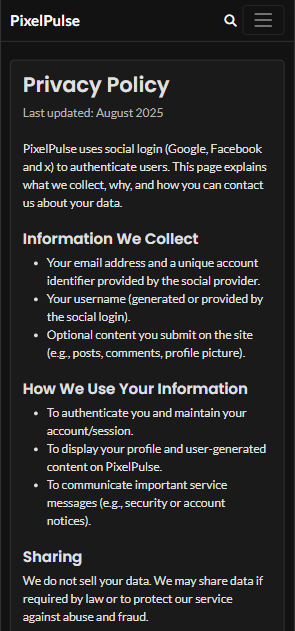 PixelPulse
Privacy Policy
Last updated: August 2025
PixelPulse uses social login (Google, Facebook
and x) to authenticate users. This page explains
what we collect, why, and how you can contact
us about your data.
Information We Collect
• Your email address and a unique account
identifier provided by the social provider.
• Your username (generated or provided by
the social login).
• Optional content you submit on the site
(e.g., posts, comments, profile picture).
How We Use Your Information
• To authenticate you and maintain your
account/session.
• To display your profile and user-generated
content on PixelPulse.
• To communicate important service
messages (e.g., security or account
notices).
Sharing
We do not sell your data. We may share data if
required by law or to protect our service
against abuse and fraud.